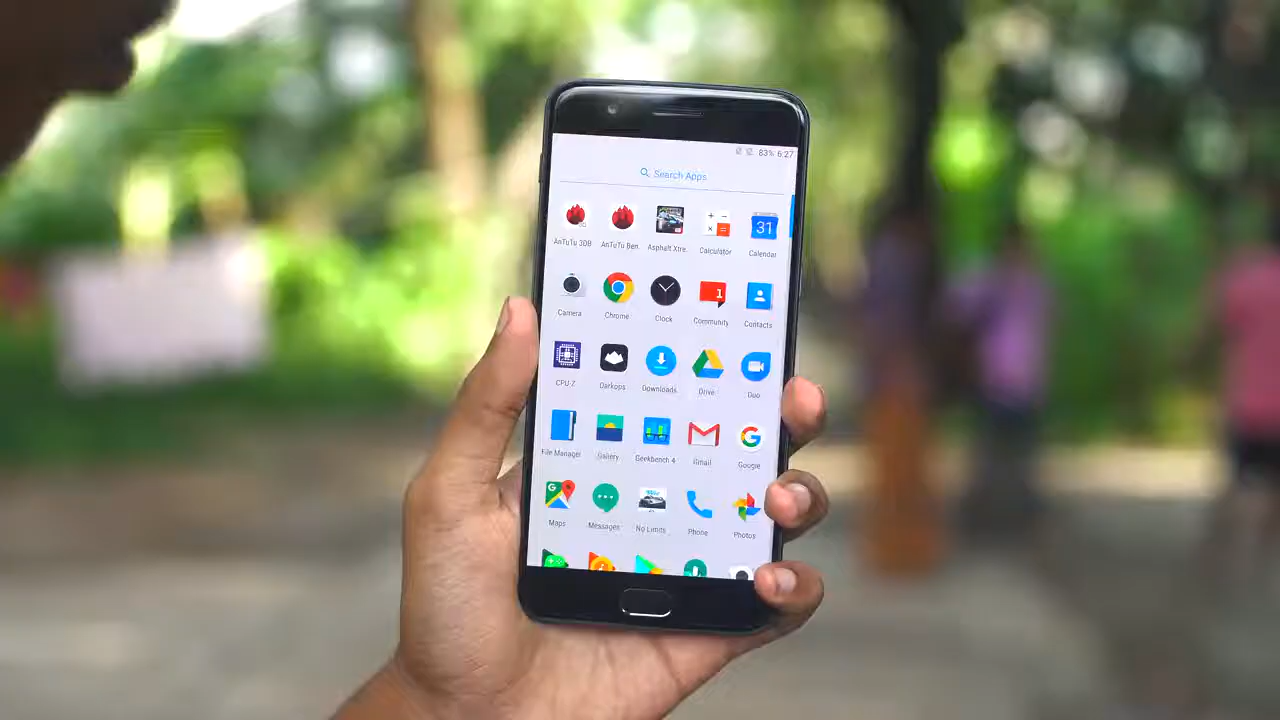 83% 6:27
Search Apps
AnTuTu 3DB AnTuTu Ben.. Asphalt Xtre.. Calculator Calendar
31
1
Camera Chrome Clock Community Contacts
CPU-Z Darkops Downloads Drive Duo
File Manager Gallery Geekbench 4 Gmail Google
Maps Messages No Limits Phone Photos